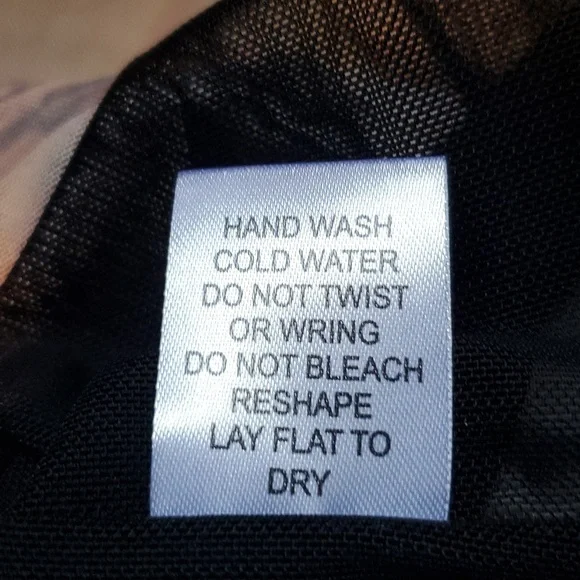 HAND WASH
COLD WATER
DO NOT TWIST
OR WRING
DO NOT BLEACH
RESHAPE
LAY FLAT TO
DRY